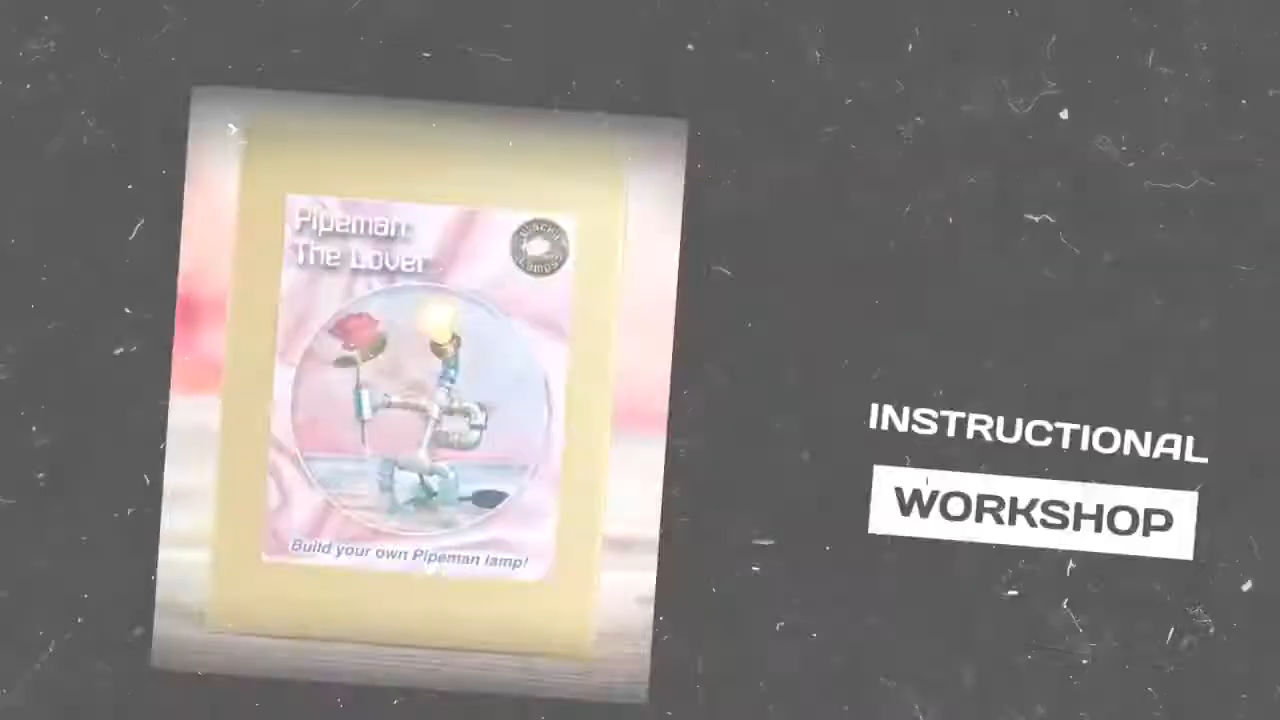 Pipeman:
The Lover
Build your own Pipeman lamp!
INSTRUCTIONAL
WORKSHOP